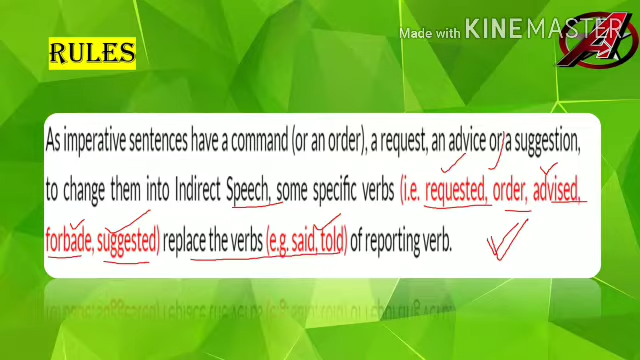 Made with KINEMASTER
RULES
As imperative sentences have a command (or an order), a request, an advice or a suggestion,
to change them into Indirect Speech, some specific verbs (i.e. requested, order, advised,
forbade, suggested) replace the verbs (e.g. said, told) of reporting verb.